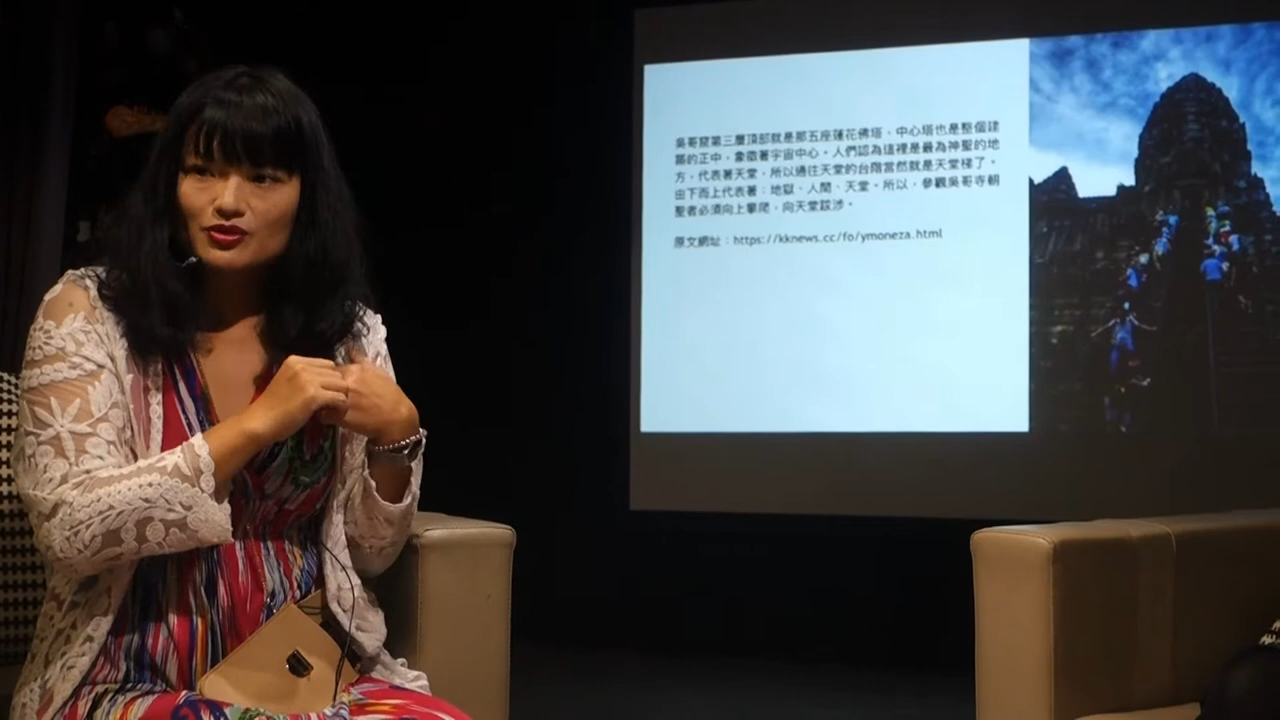 吳哥窟第三層頂部就是那五座蓮花佛塔、中心塔也是整個建
築的正中，象徵著宇宙中心。人們認為這裡是最為神聖的地
方，代表著天堂，所以通往天堂的台階當然就是天堂梯了。
由下而上代表著：地獄、人間、天堂。所以，參觀吳哥寺朝
聖者必須向上攀爬，向天堂跋涉。
原文網址：https://kknews.cc/fo/ymoneza.html